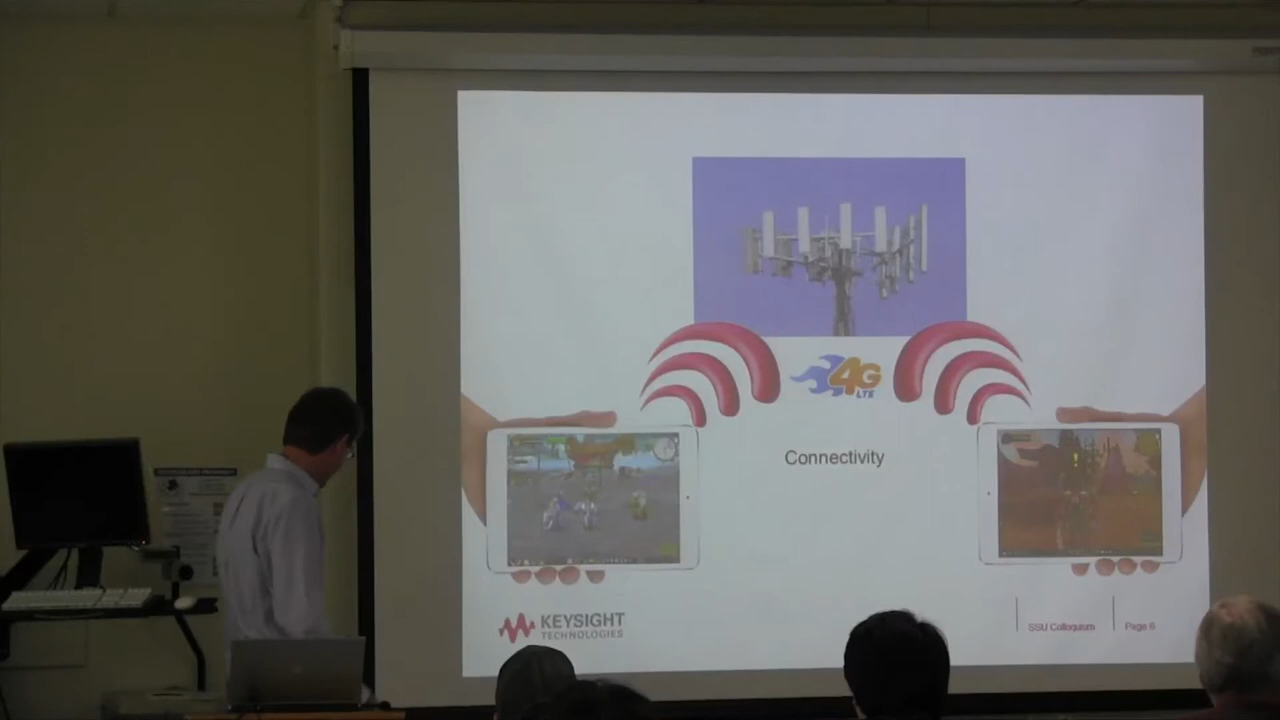 4G
LTE
Connectivity
KEYSIGHT
TECHNOLOGIES
SSU Colloquium
Page 6